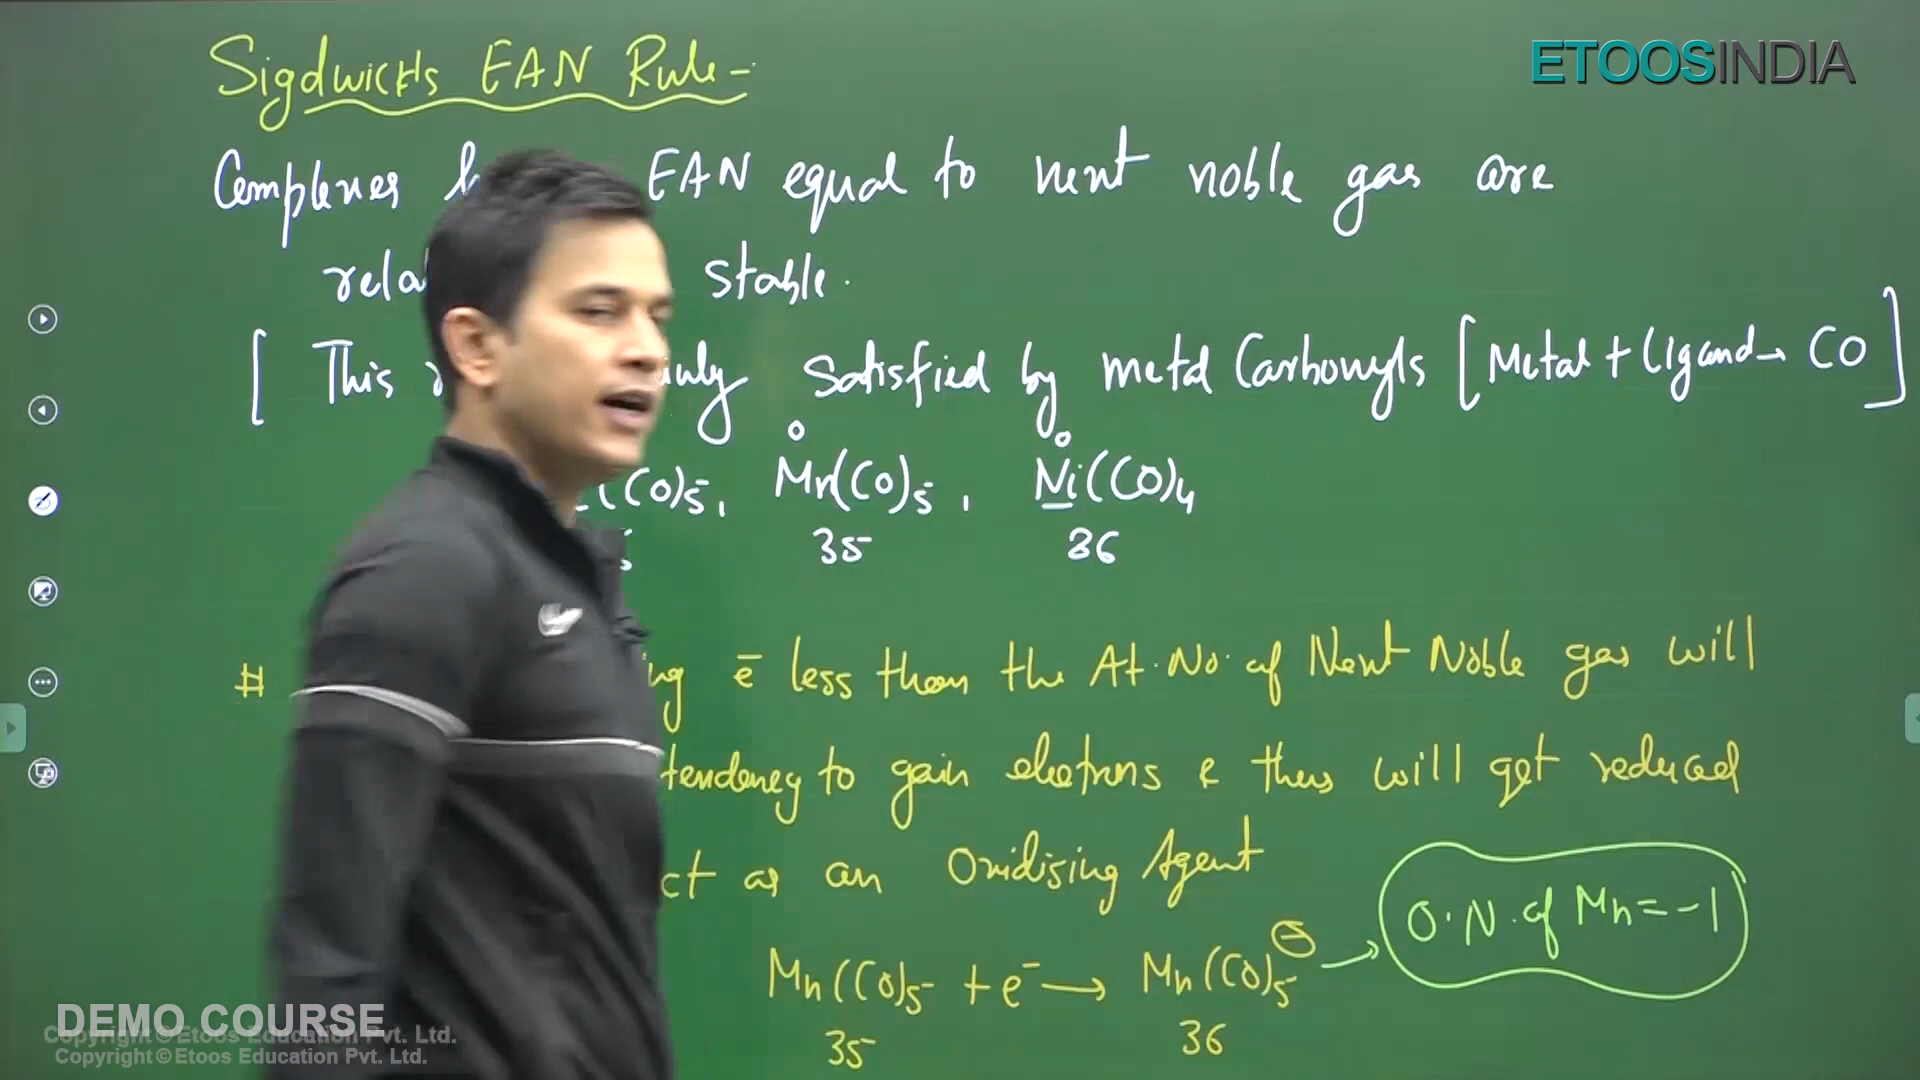 Sigdwick's EAN Rule -
ETOOSINDIA
Complexes EAN equal to next noble gas are
stable.
[ This satisfied by metal Carbonyls [Metal + Ligand → CO]
(CO)5, Mn(CO)5, Ni(CO)4
0 0
35 36
# e- less than the At. No. of Next Noble gas will
tendency to gain electrons & thus will get reduced
as an Oxidising Agent
O.N. of Mn = -1
Mn(CO)5 + e- → Mn(CO)5⊖ →
35 36
DEMO COURSE
Copyright © Etoos Education Pvt. Ltd.
Copyright © Etoos Education Pvt. Ltd.